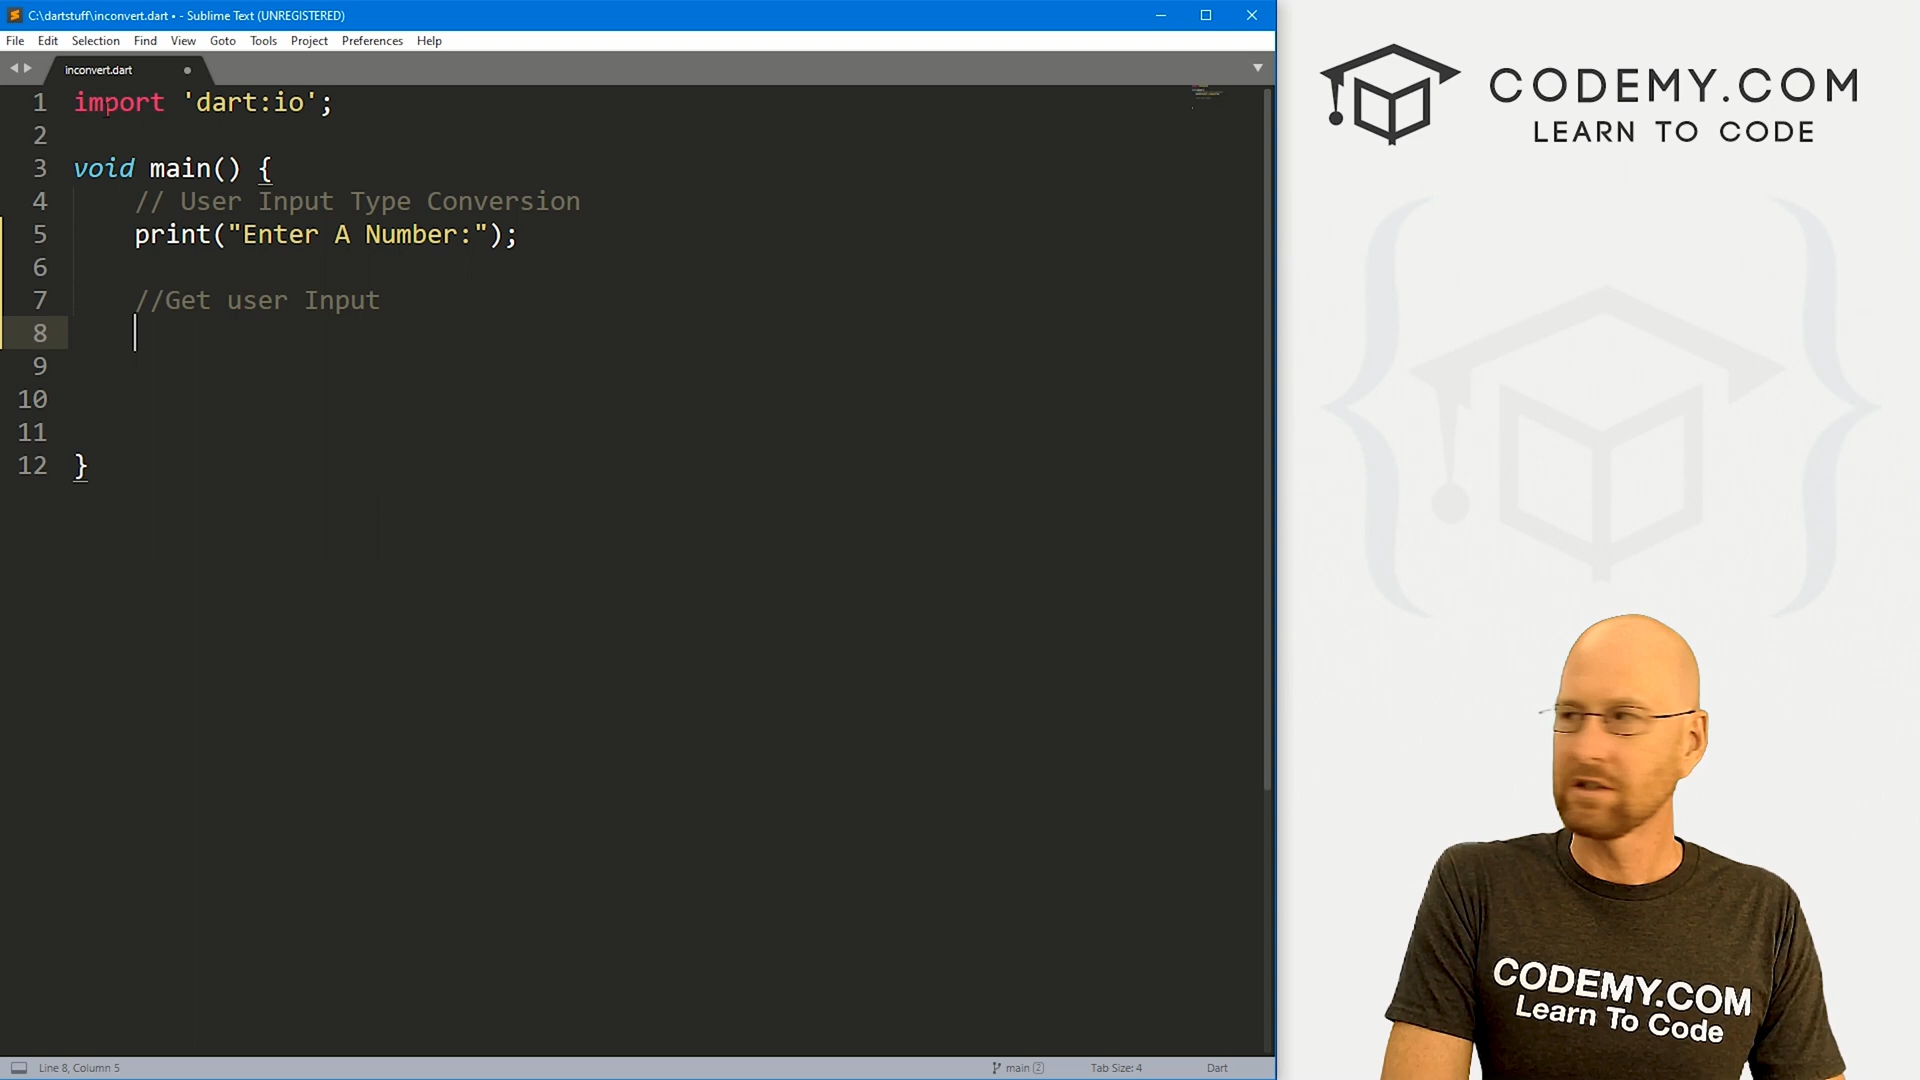 C:\dartstuff\inconvert.dart • - Sublime Text (UNREGISTERED)
File Edit Selection Find View Goto Tools Project Preferences Help
inconvert.dart
1 import 'dart:io';
2
3 void main() {
4 // User Input Type Conversion
5 print("Enter A Number:");
6
7 //Get user Input
8
9
10
11
12 }
Line 8, Column 5
main 2
Tab Size: 4
Dart
CODEMY.COM
LEARN TO CODE
CODEMY.COM
Learn To Code